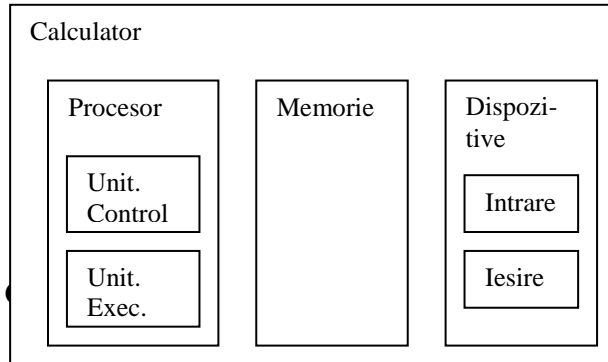 Calculator
Procesor
Unit.
Control
Unit.
Exec.
Memorie
Dispozi-
tive
Intrare
Iesire